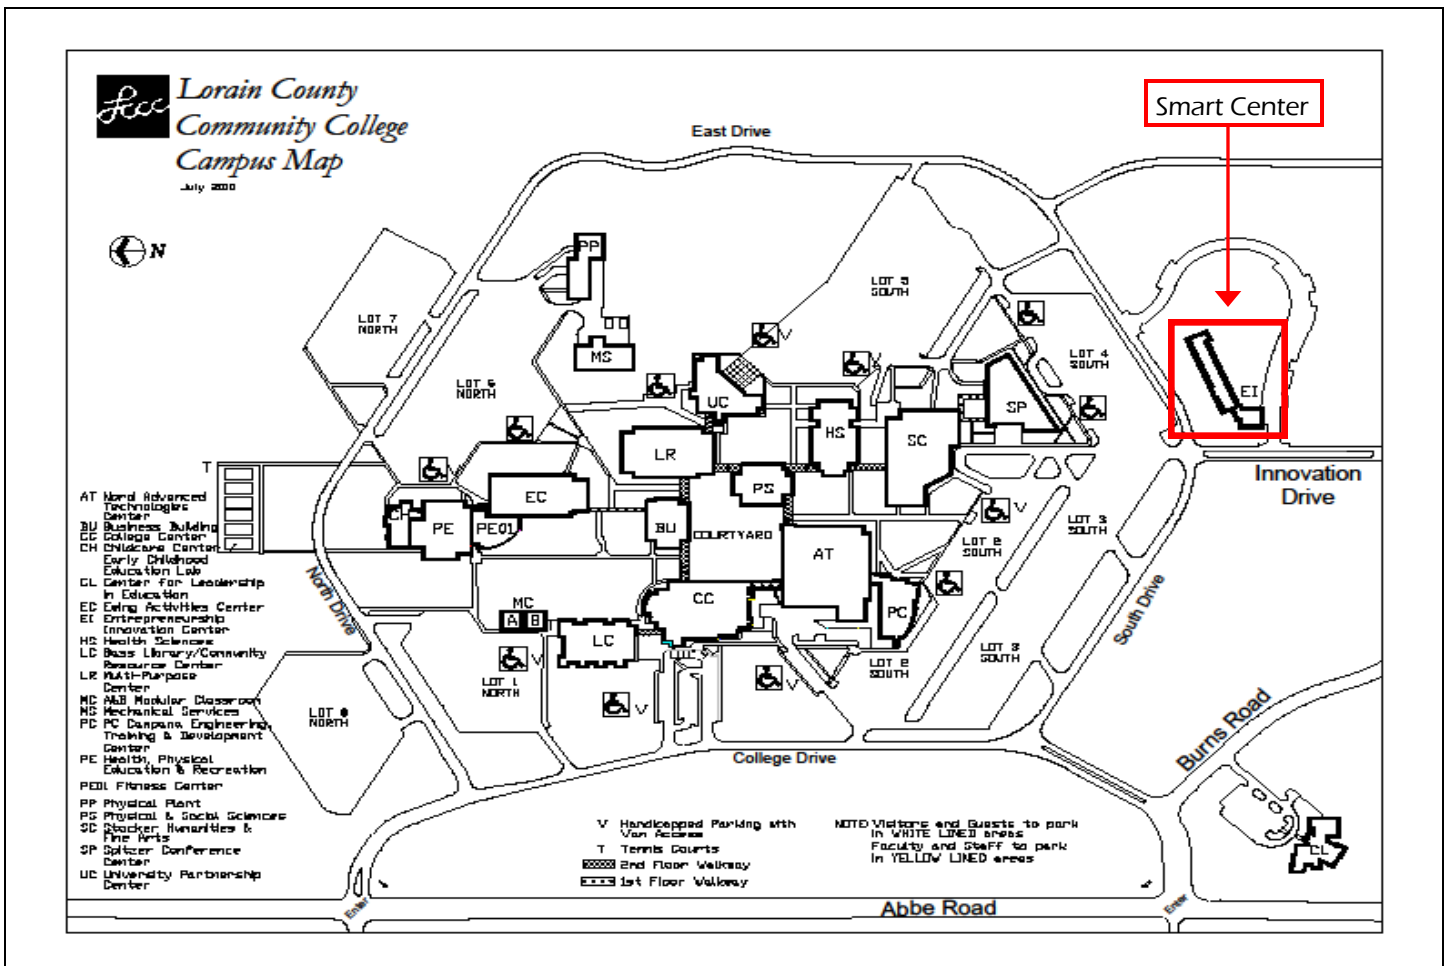 fccc
Lorain County
Community College
Campus Map
July 2000
N
Smart Center
East Drive
PP
LOT 7
NORTH
MS
LOT 6
NORTH
LOT 5
SOUTH
LOT 4
SOUTH
V
V
UC
HS
SC
SP
EI
Innovation
Drive
LR
PS
EC
BU
COURTYARD
AT
PE
PE01
CH
T
V
LOT 3
SOUTH
LOT 2
SOUTH
North Drive
South Drive
MC
A B
CC
PC
LC
V
LOT 1
NORTH
V
V
LOT 2
SOUTH
LOT 3
SOUTH
LOT 8
NORTH
College Drive
Burns Road
CL
AT Nord Advanced
Technologies
Center
BU Business Building
CC College Center
CH Childcare Center
Early Childhood
Education Lab
CL Center for Leadership
in Education
EC Ewing Activities Center
EI Entrepreneurship
Innovation Center
HS Health Sciences
LC Bass Library/Community
Resource Center
LR Multi-Purpose
Center
MC A&B Modular Classroom
MS Mechanical Services
PC PC Campana Engineering,
Training & Development
Center
PE Health, Physical
Education & Recreation
PE01 Fitness Center
PP Physical Plant
PS Physical & Social Sciences
SC Stocker Humanities &
Fine Arts
SP Spitzer Conference
Center
UC University Partnership
Center
V Handicapped Parking with
Van Access
T Tennis Courts
2nd Floor Walkway
1st Floor Walkway
NOTE: Visitors and Guests to park
in WHITE LINED areas
Faculty and Staff to park
in YELLOW LINED areas
Enter
Abbe Road
Enter